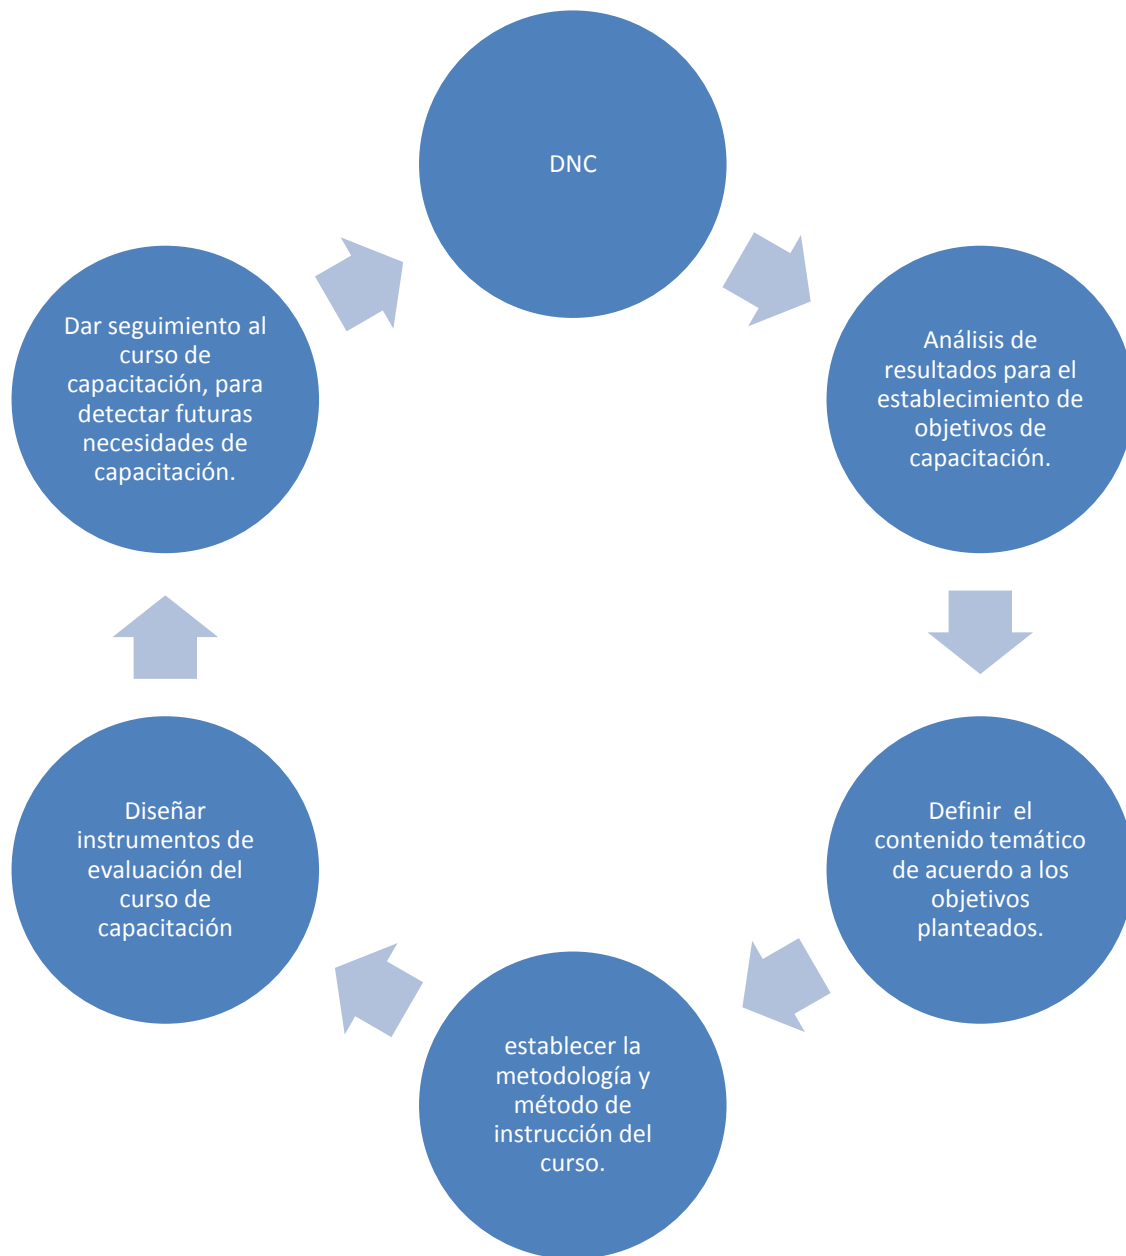 DNC
Análisis de
resultados para el
establecimiento de
objetivos de
capacitación.
Definir  el
contenido temático
de acuerdo a los
objetivos
planteados.
establecer la
metodología y
método de
instrucción del
curso.
Diseñar
instrumentos de
evaluación del
curso de
capacitación
Dar seguimiento al
curso de
capacitación, para
detectar futuras
necesidades de
capacitación.